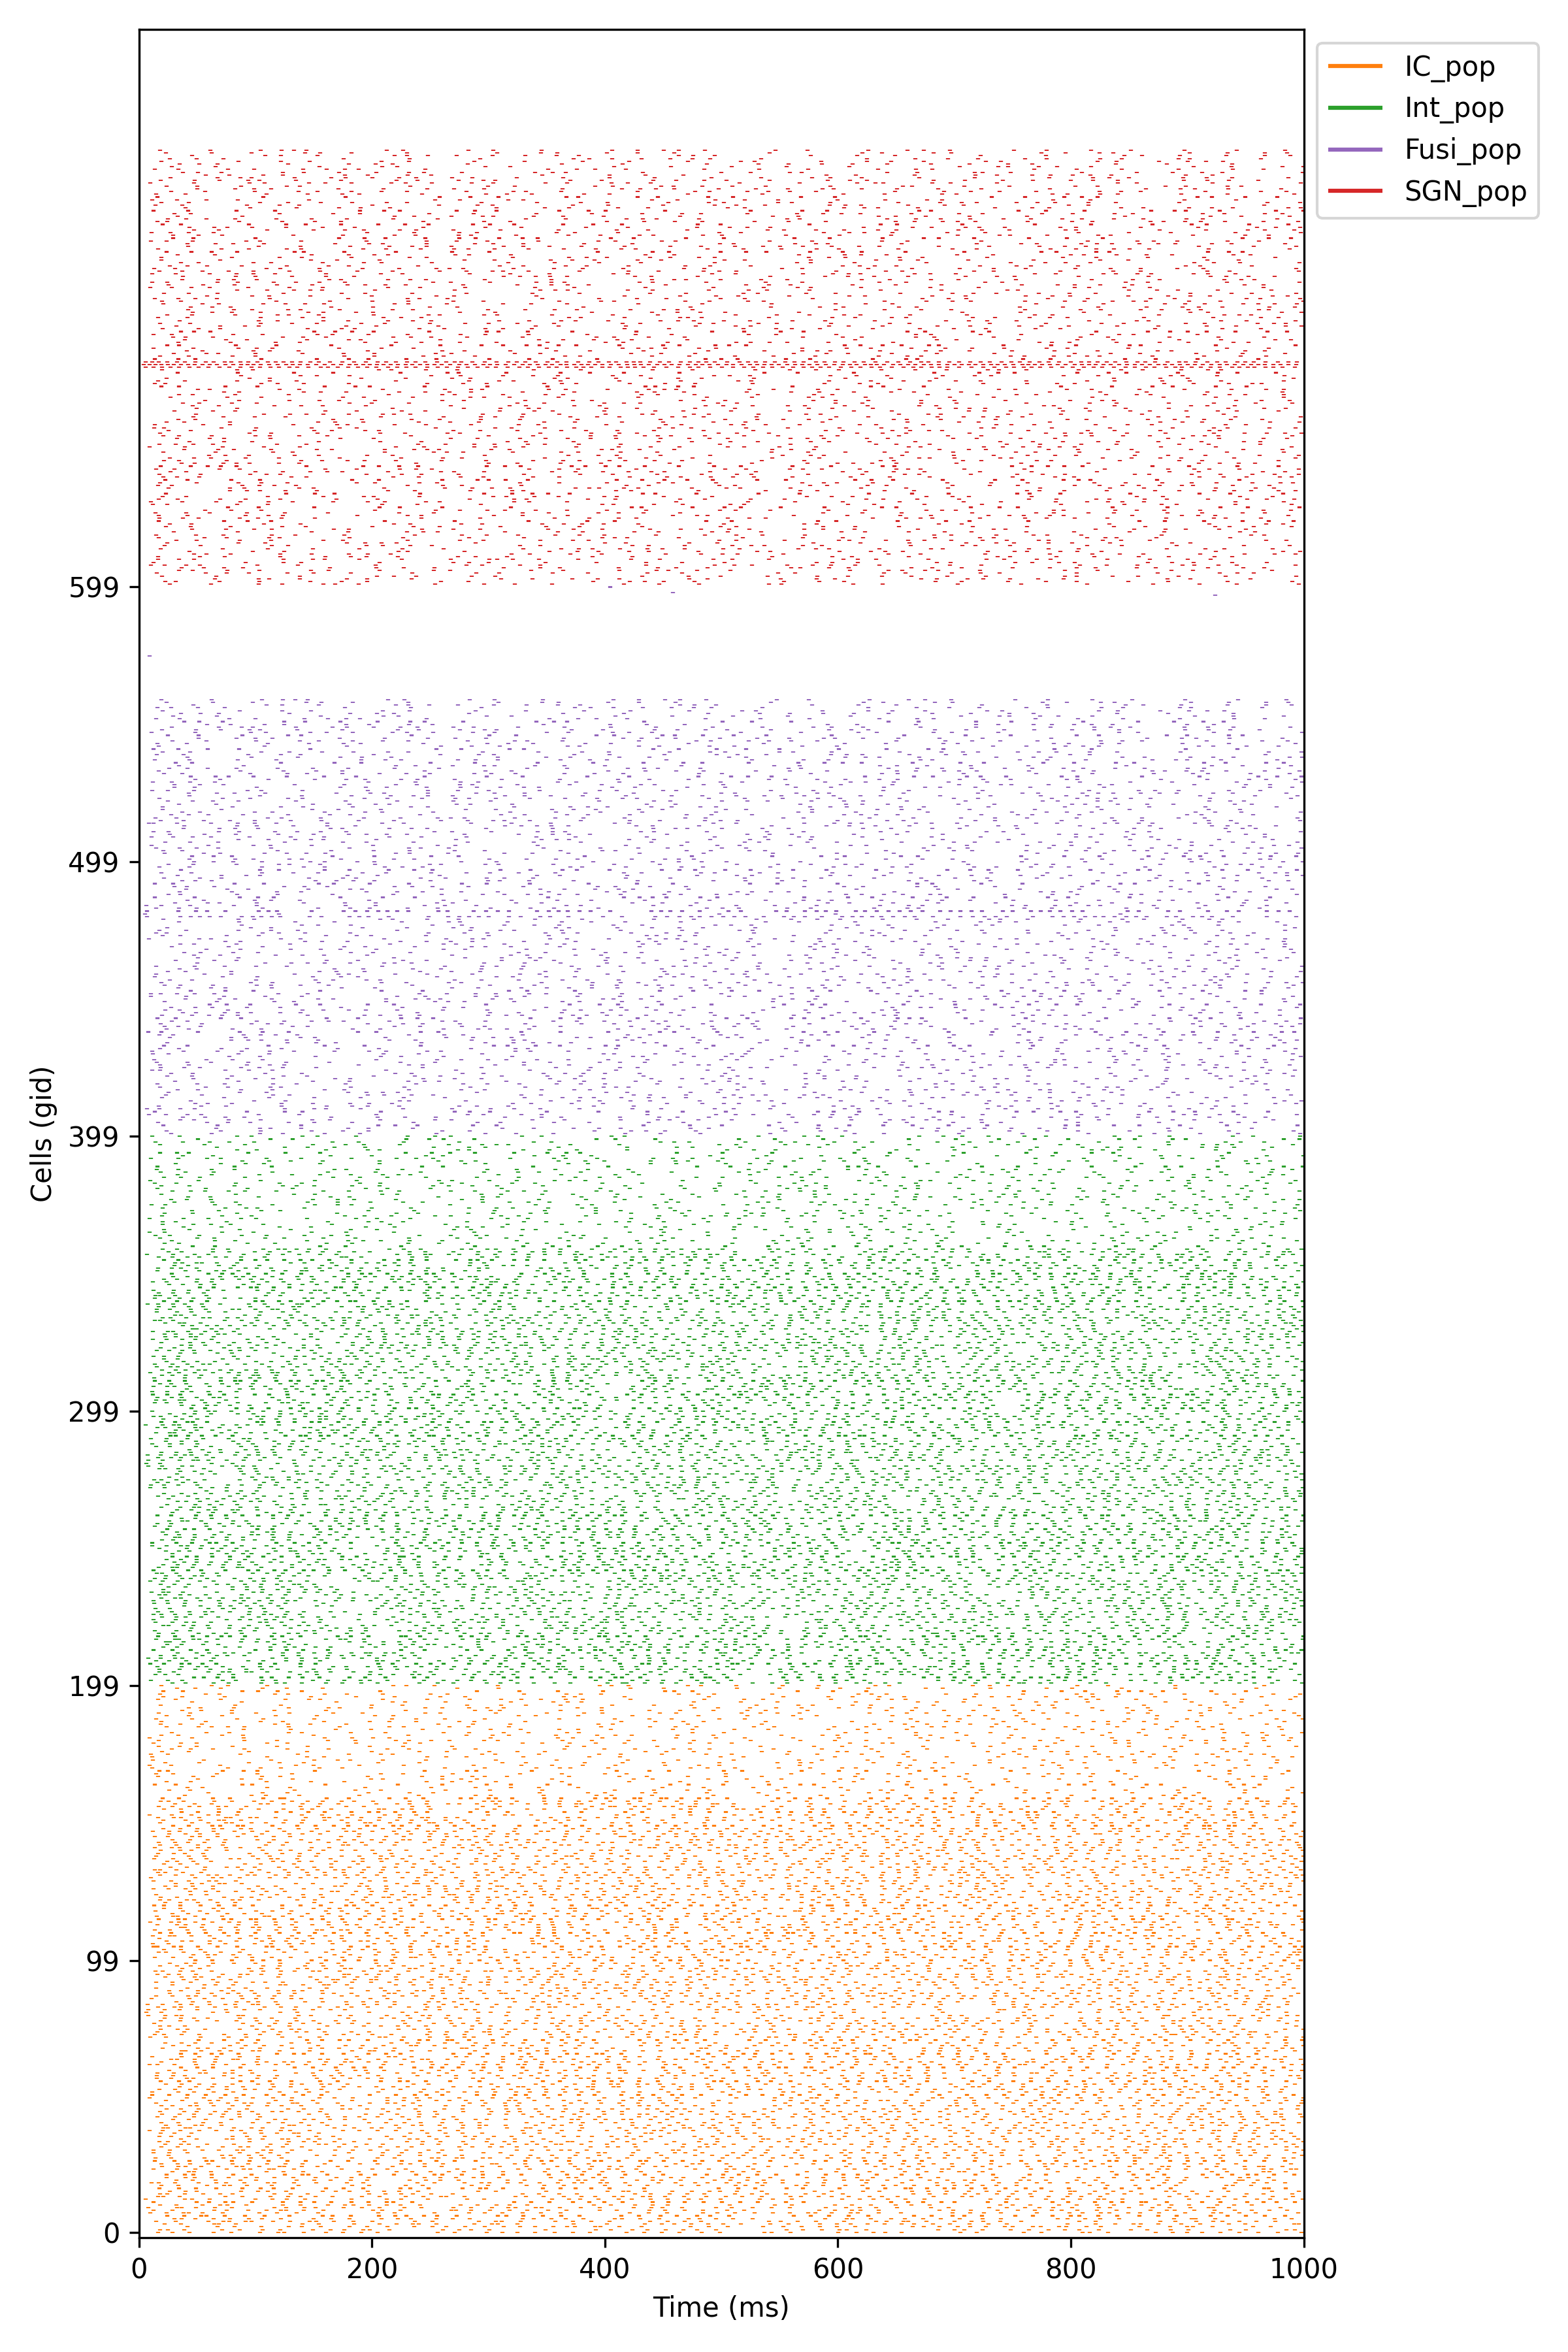 IC_pop
Int_pop
Fusi_pop
SGN_pop
599
499
399
299
199
99
0
Cells (gid)
0 200 400 600 800 1000
Time (ms)